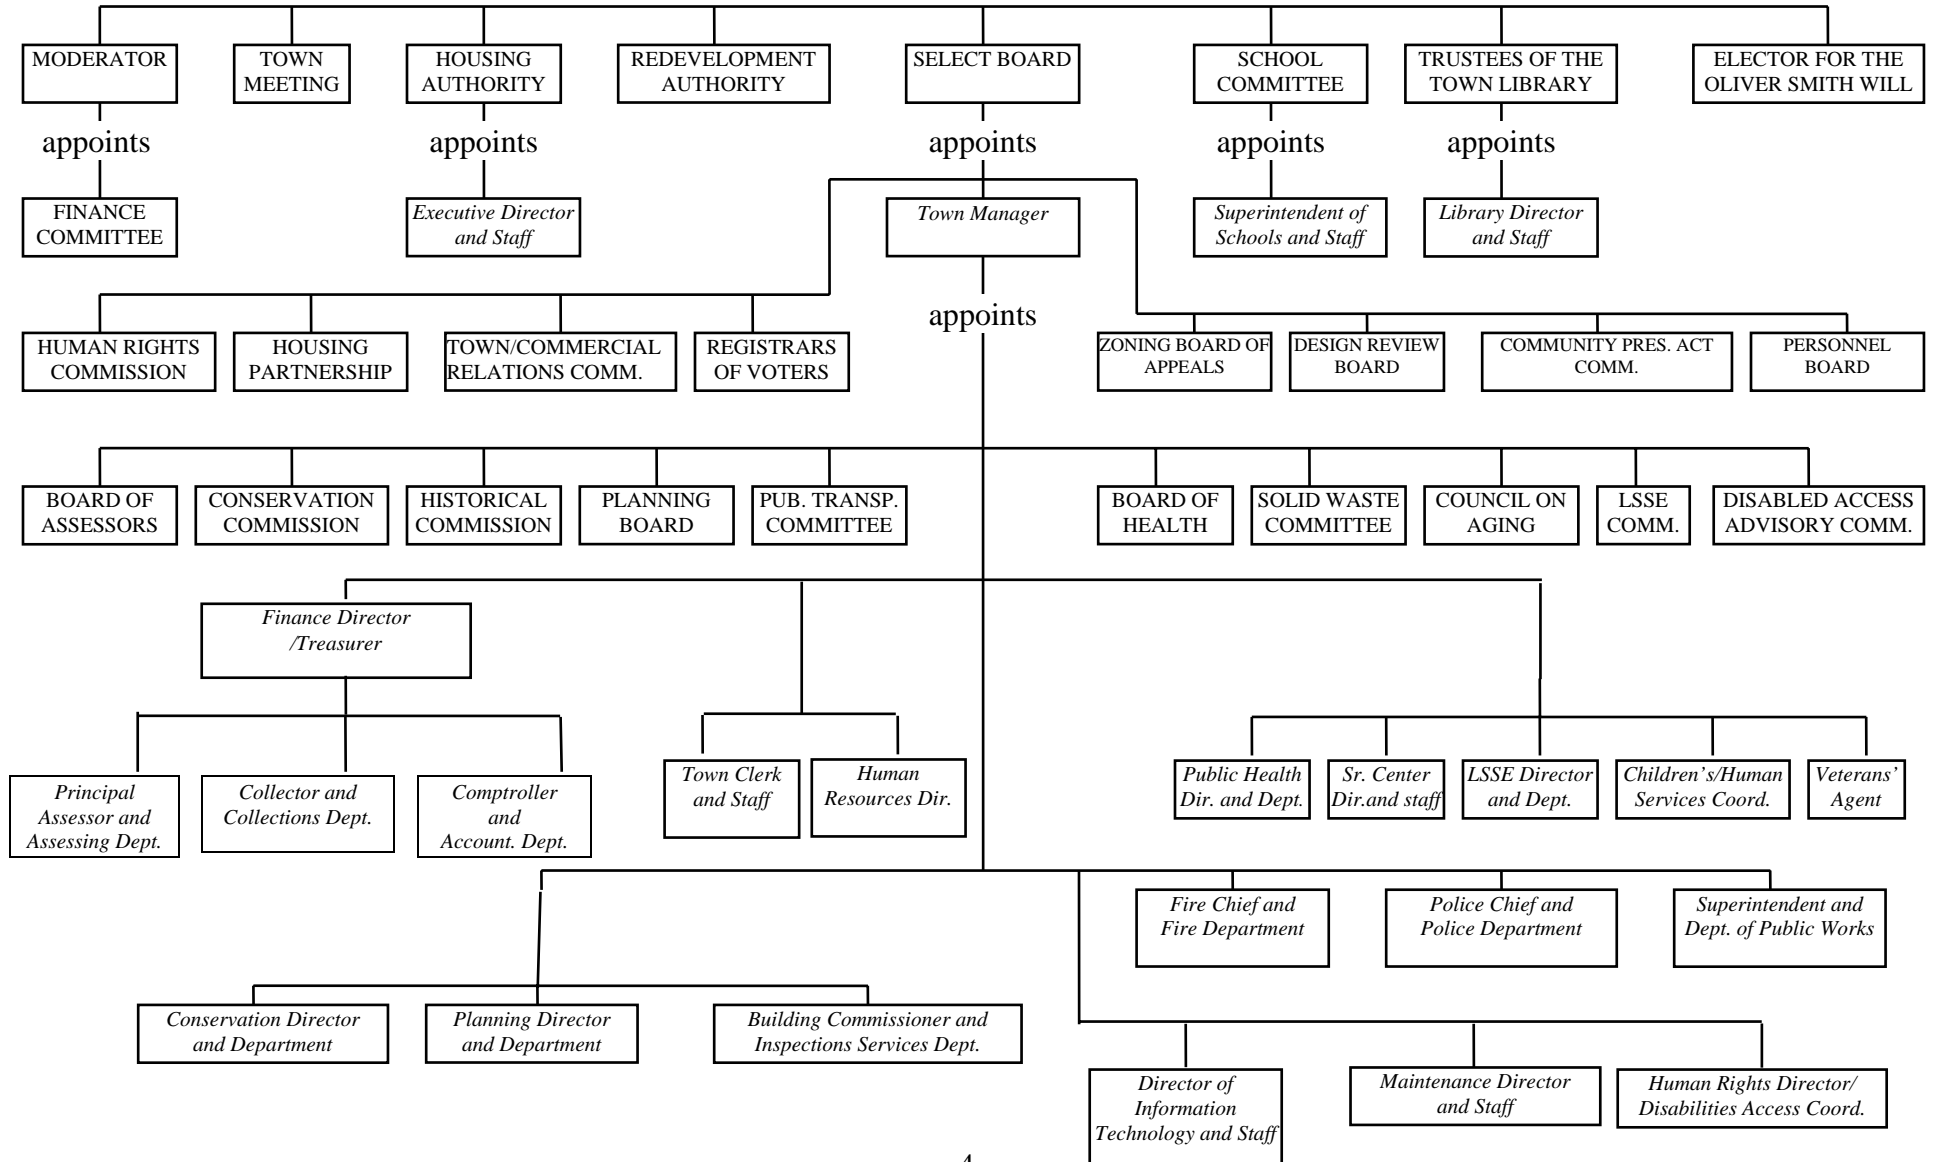 MODERATOR
TOWN
MEETING
HOUSING
AUTHORITY
REDEVELOPMENT
AUTHORITY
SELECT BOARD
SCHOOL
COMMITTEE
TRUSTEES OF THE
TOWN LIBRARY
ELECTOR FOR THE
OLIVER SMITH WILL
appoints
appoints
appoints
appoints
appoints
FINANCE
COMMITTEE
Executive Director
and Staff
Town Manager
Superintendent of
Schools and Staff
Library Director
and Staff
appoints
HUMAN RIGHTS
COMMISSION
HOUSING
PARTNERSHIP
TOWN/COMMERCIAL
RELATIONS COMM.
REGISTRARS
OF VOTERS
ZONING BOARD OF
APPEALS
DESIGN REVIEW
BOARD
COMMUNITY PRES. ACT
COMM.
PERSONNEL
BOARD
BOARD OF
ASSESSORS
CONSERVATION
COMMISSION
HISTORICAL
COMMISSION
PLANNING
BOARD
PUB. TRANSP.
COMMITTEE
BOARD OF
HEALTH
SOLID WASTE
COMMITTEE
COUNCIL ON
AGING
LSSE
COMM.
DISABLED ACCESS
ADVISORY COMM.
Finance Director
/Treasurer
Principal
Assessor and
Assessing Dept.
Collector and
Collections Dept.
Comptroller
and
Account. Dept.
Town Clerk
and Staff
Human
Resources Dir.
Public Health
Dir. and Dept.
Sr. Center
Dir.and staff
LSSE Director
and Dept.
Children’s/Human
Services Coord.
Veterans’
Agent
Fire Chief and
Fire Department
Police Chief and
Police Department
Superintendent and
Dept. of Public Works
Conservation Director
and Department
Planning Director
and Department
Building Commissioner and
Inspections Services Dept.
Director of
Information
Technology and Staff
Maintenance Director
and Staff
Human Rights Director/
Disabilities Access Coord.
4